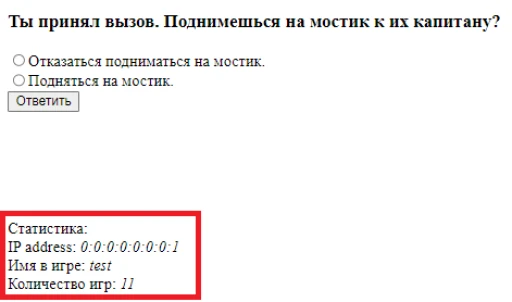 Ты принял вызов. Поднимешься на мостик к их капитану?
Отказаться подниматься на мостик.
Подняться на мостик.
Ответить
Статистика:
IP address: 0:0:0:0:0:0:0:1
Имя в игре: test
Количество игр: 11